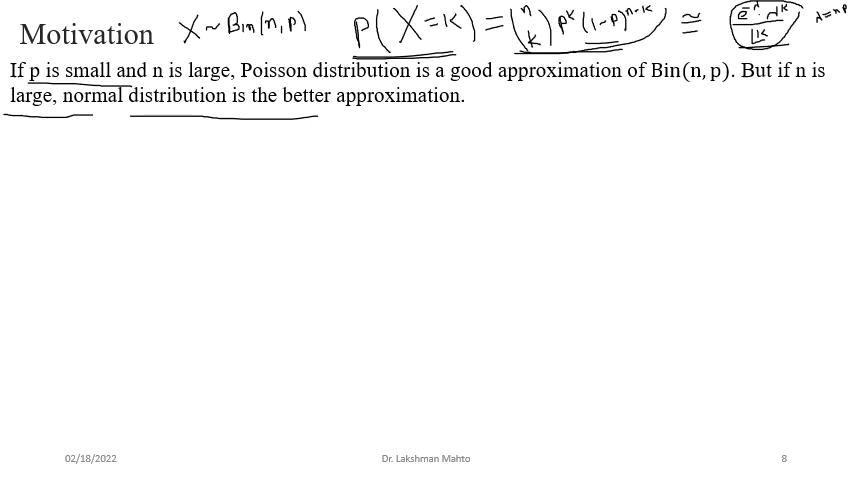 Motivation X ~ Bin(n, p) P(X = k) = (n k) p^k (1-p)^n-k ≅ e^-λ · λ^k / ⌊k λ = np
If p is small and n is large, Poisson distribution is a good approximation of Bin(n, p). But if n is
large, normal distribution is the better approximation.
02/18/2022 Dr. Lakshman Mahto 8